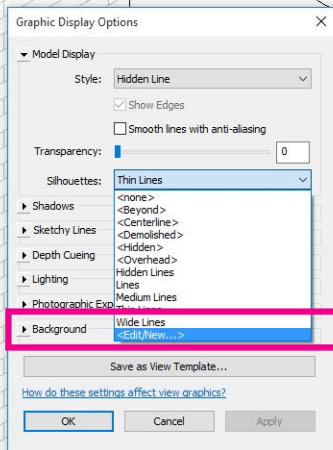 Graphic Display Options
Model Display
Style: Hidden Line
Show Edges
Smooth lines with anti-aliasing
Transparency: 0
Silhouettes: Thin Lines
<none>
<Beyond>
<Centerline>
<Demolished>
<Hidden>
<Overhead>
Hidden Lines
Lines
Medium Lines
Thin Lines
Wide Lines
<Edit/New...>
Shadows
Sketchy Lines
Depth Cueing
Lighting
Photographic Exp
Background
Save as View Template...
How do these settings affect view graphics?
OK Cancel Apply